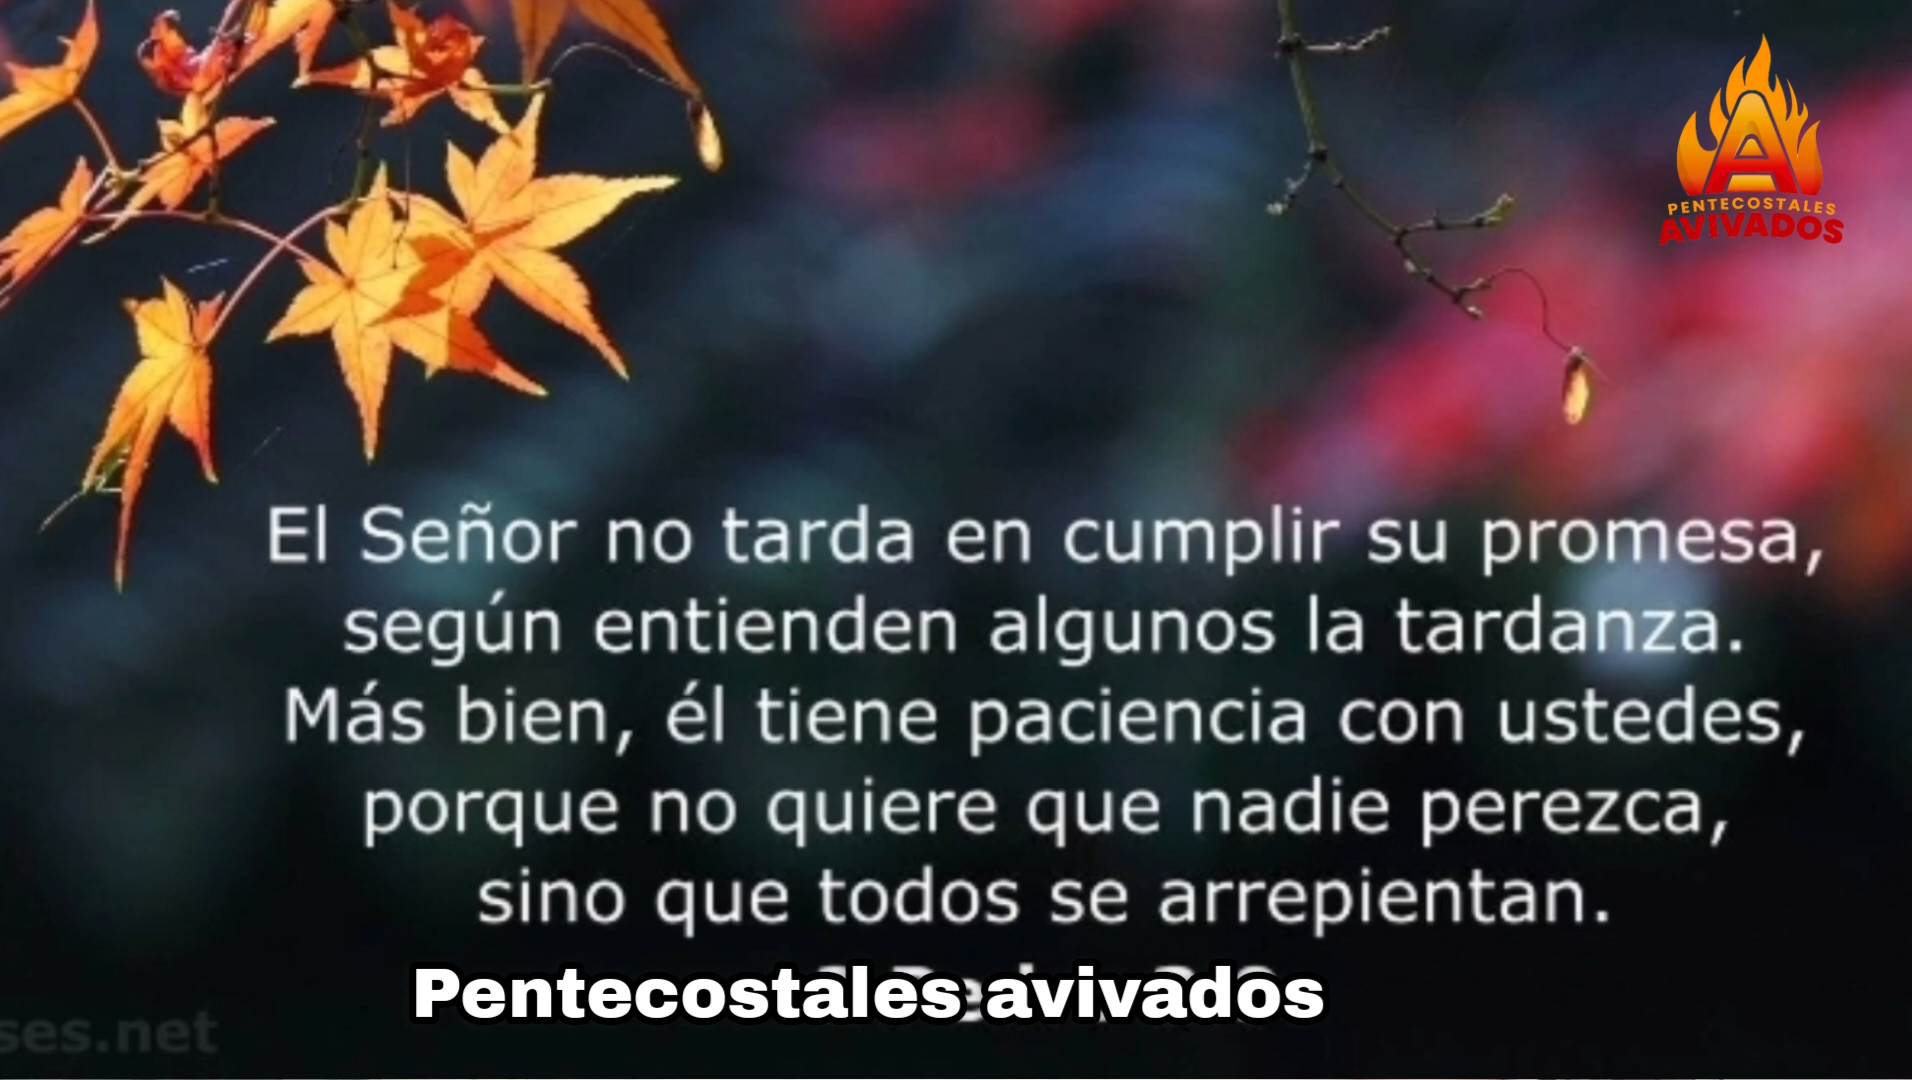 PENTECOSTALES
AVIVADOS
El Señor no tarda en cumplir su promesa,
según entienden algunos la tardanza.
Más bien, él tiene paciencia con ustedes,
porque no quiere que nadie perezca,
sino que todos se arrepientan.
Pentecostales avivados
ses.net